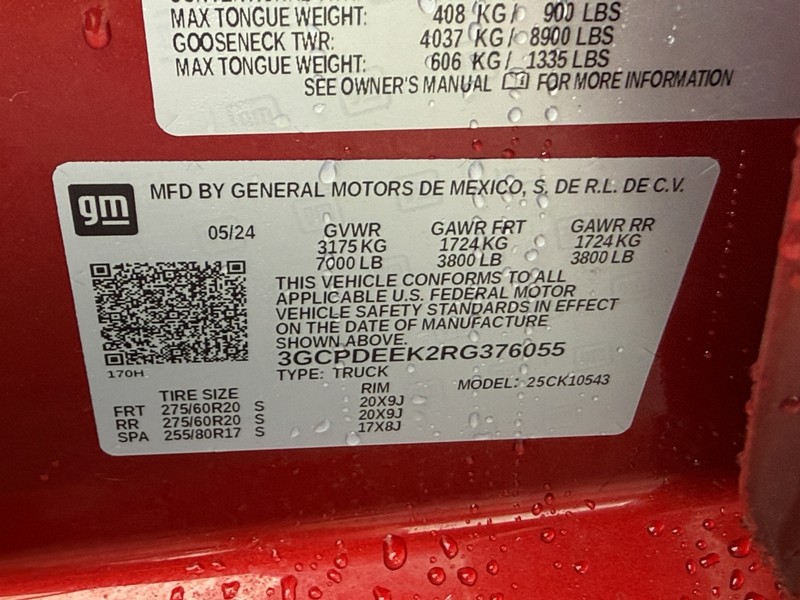 MAX TONGUE WEIGHT: 408 KG/ 900 LBS
GOOSENECK TWR: 4037 KG/ 8900 LBS
MAX TONGUE WEIGHT: 606 KG/ 1335 LBS
SEE OWNER'S MANUAL FOR MORE INFORMATION
gm
MFD BY GENERAL MOTORS DE MEXICO, S. DE R.L. DE C.V.
05/24 GVWR GAWR FRT GAWR RR
3175 KG 1724 KG 1724 KG
7000 LB 3800 LB 3800 LB
THIS VEHICLE CONFORMS TO ALL
APPLICABLE U.S. FEDERAL MOTOR
VEHICLE SAFETY STANDARDS IN EFFECT
ON THE DATE OF MANUFACTURE
SHOWN ABOVE.
3GCPDEEK2RG376055
170H TYPE: TRUCK MODEL: 25CK10543
TIRE SIZE RIM
FRT 275/60R20 S 20X9J
RR 275/60R20 S 20X9J
SPA 255/80R17 S 17X8J